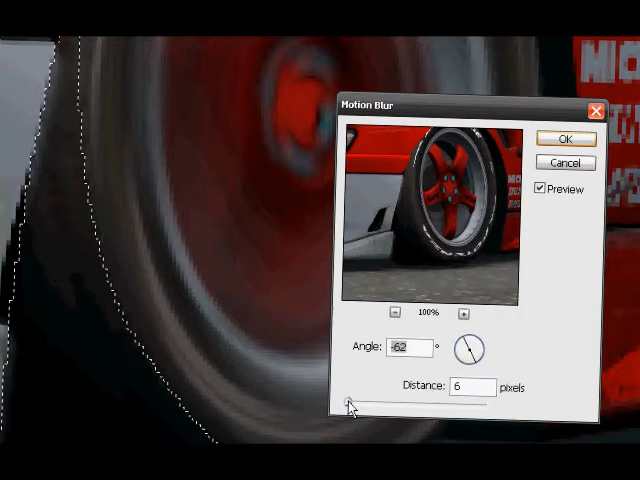 Motion Blur
OK
Cancel
Preview
100%
Angle: -62 °
Distance: 6 pixels